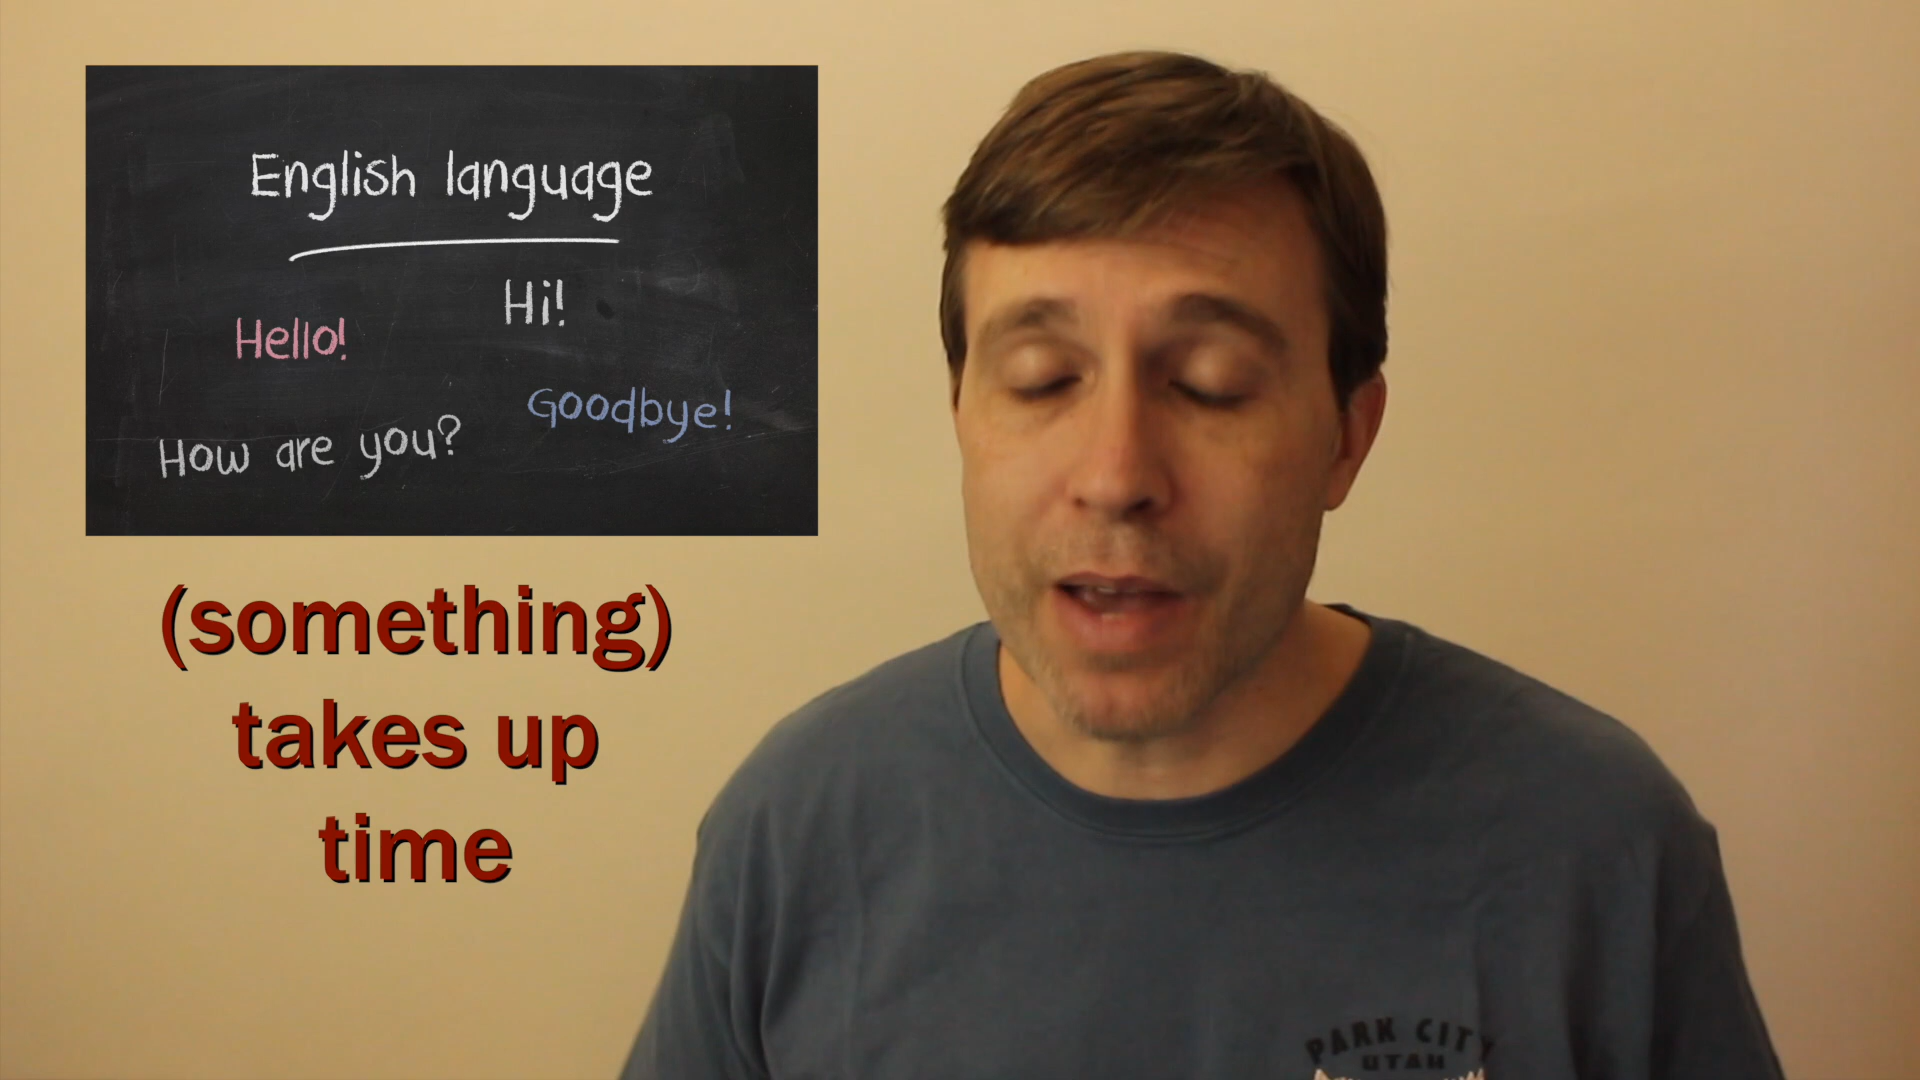 English language
Hi!
Hello!
Goodbye!
How are you?
(something)
takes up
time
PARK CITY
UTAH